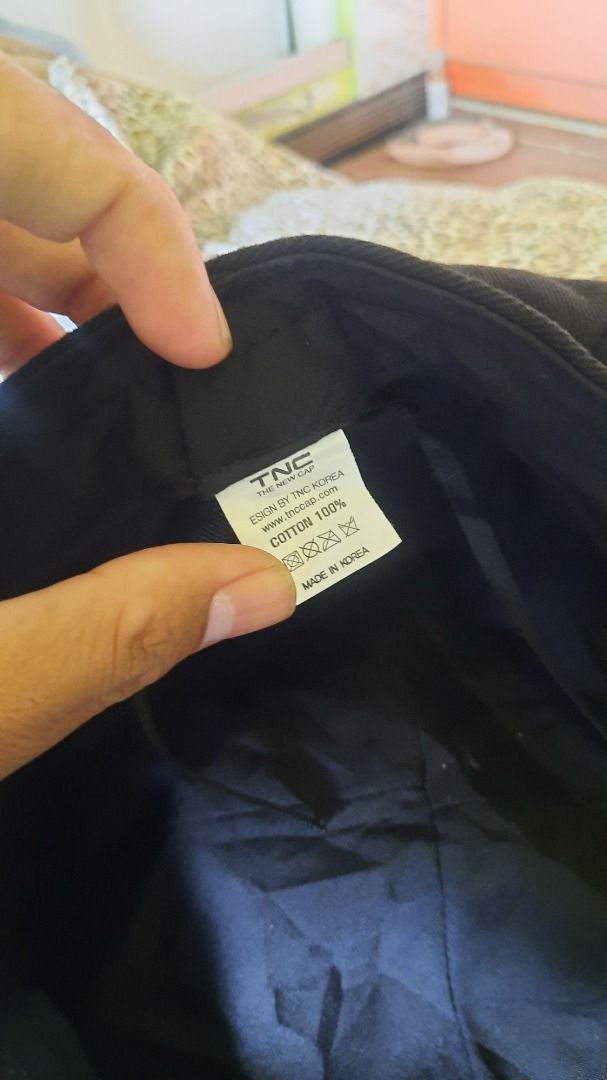 TNC
THE NEW CAP
ESIGN BY TNC KOREA
www.tnccap.com
COTTON 100%
MADE IN KOREA